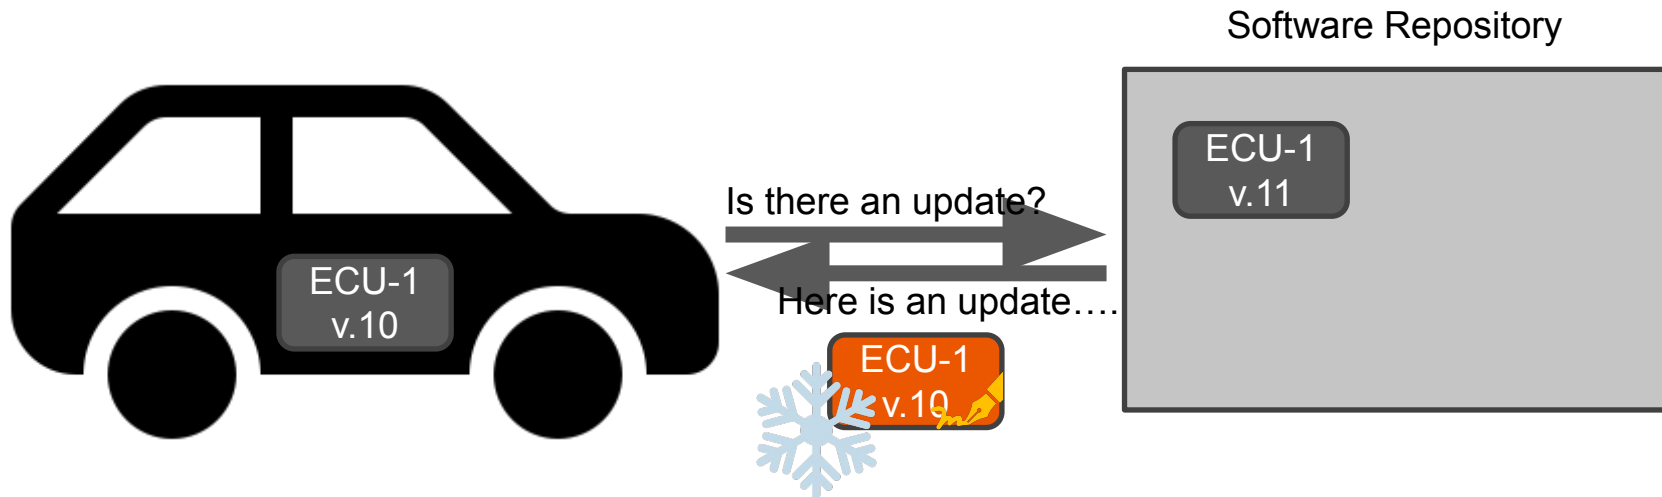 Software Repository
ECU-1
v.11
Is there an update?
ECU-1
v.10
Here is an update….
ECU-1
v.10